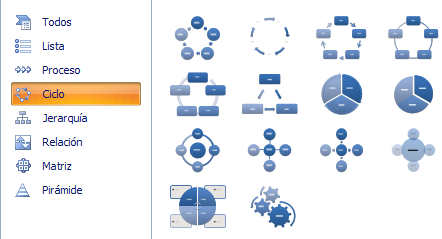 Todos
Lista
Proceso
Ciclo
Jerarquía
Relación
Matriz
Pirámide